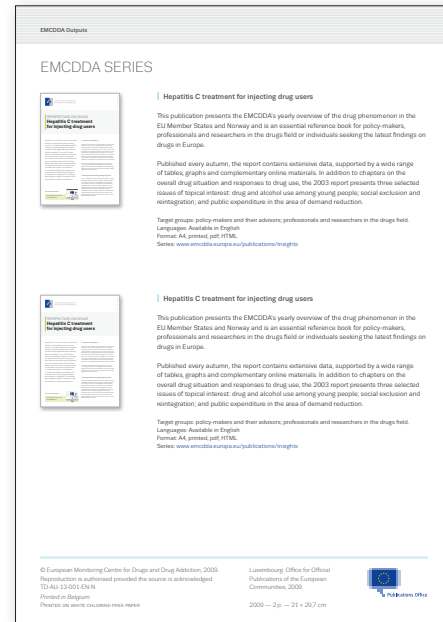 EMCDDA Outputs
EMCDDA SERIES
Hepatitis C treatment
for injecting drug users
Hepatitis C treatment for injecting drug users
This publication presents the EMCDDA's yearly overview of the drug phenomenon in the
EU Member States and Norway and is an essential reference book for policy-makers,
professionals and researchers in the drugs field or individuals seeking the latest findings on
drugs in Europe.
Published every autumn, the report contains extensive data, supported by a wide range
of tables, graphs and complementary online materials. In addition to chapters on the
overall drug situation and responses to drug use, the 2003 report presents three selected
issues of topical interest: drug and alcohol use among young people; social exclusion and
reintegration; and public expenditure in the area of demand reduction.
Target groups: policy-makers and their advisors; professionals and researchers in the drugs field.
Languages: Available in English
Format: A4, printed, pdf, HTML
Series: www.emcdda.europa.eu/publications/insights
Hepatitis C treatment
for injecting drug users
Hepatitis C treatment for injecting drug users
This publication presents the EMCDDA's yearly overview of the drug phenomenon in the
EU Member States and Norway and is an essential reference book for policy-makers,
professionals and researchers in the drugs field or individuals seeking the latest findings on
drugs in Europe.
Published every autumn, the report contains extensive data, supported by a wide range
of tables, graphs and complementary online materials. In addition to chapters on the
overall drug situation and responses to drug use, the 2003 report presents three selected
issues of topical interest: drug and alcohol use among young people; social exclusion and
reintegration; and public expenditure in the area of demand reduction.
Target groups: policy-makers and their advisors; professionals and researchers in the drugs field.
Languages: Available in English
Format: A4, printed, pdf, HTML
Series: www.emcdda.europa.eu/publications/insights
© European Monitoring Centre for Drugs and Drug Addiction, 2009.
Reproduction is authorised provided the source is acknowledged.
TD-AU-13-001-EN-N
Printed in Belgium
PRINTED ON WHITE CHLORINE-FREE PAPER
Luxembourg: Office for Official
Publications of the European
Communities, 2009.
2009 — 2 p. — 21 × 29,7 cm
Publications Office